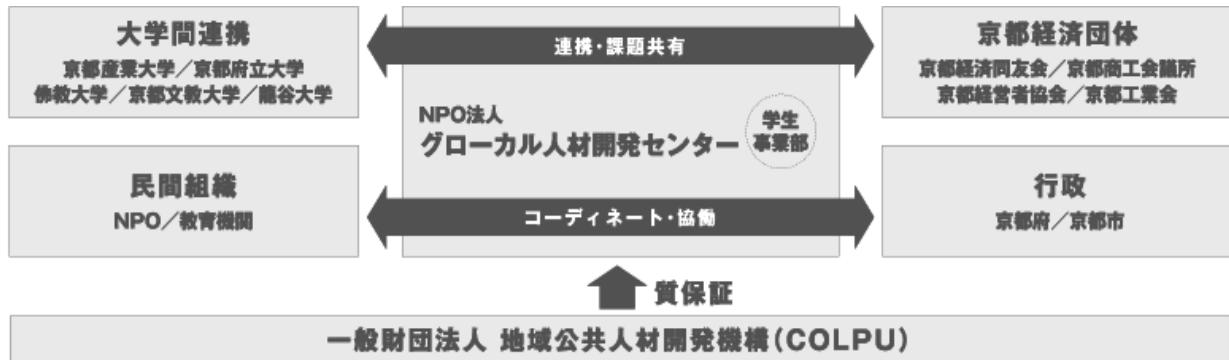 大学間連携
京都産業大学／京都府立大学
佛教大学／京都文教大学／龍谷大学
連携・課題共有
京都経済団体
京都経済同友会／京都商工会議所
京都経営者協会／京都工業会
NPO法人
グローカル人材開発センター
学生
事業部
民間組織
NPO／教育機関
コーディネート・協働
行政
京都府／京都市
質保証
一般財団法人 地域公共人材開発機構(COLPU)